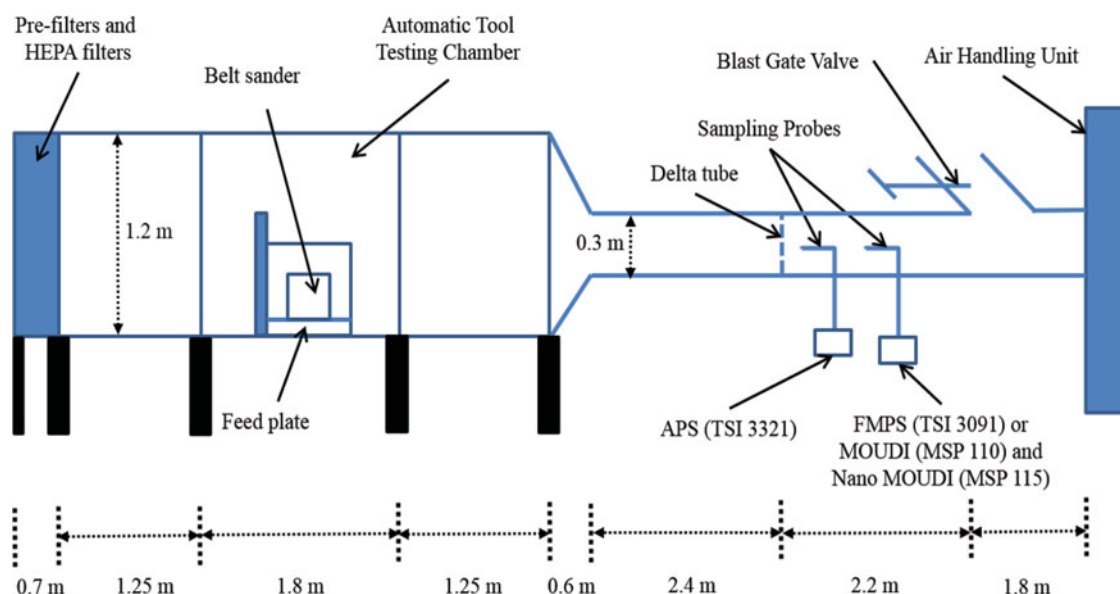 Pre-filters and
HEPA filters
Belt sander
Automatic Tool
Testing Chamber
Blast Gate Valve
Air Handling Unit
Sampling Probes
Delta tube
1.2 m
0.3 m
Feed plate
APS (TSI 3321)
FMPS (TSI 3091) or
MOUDI (MSP 110) and
Nano MOUDI (MSP 115)
0.7 m
1.25 m
1.8 m
1.25 m
0.6 m
2.4 m
2.2 m
1.8 m